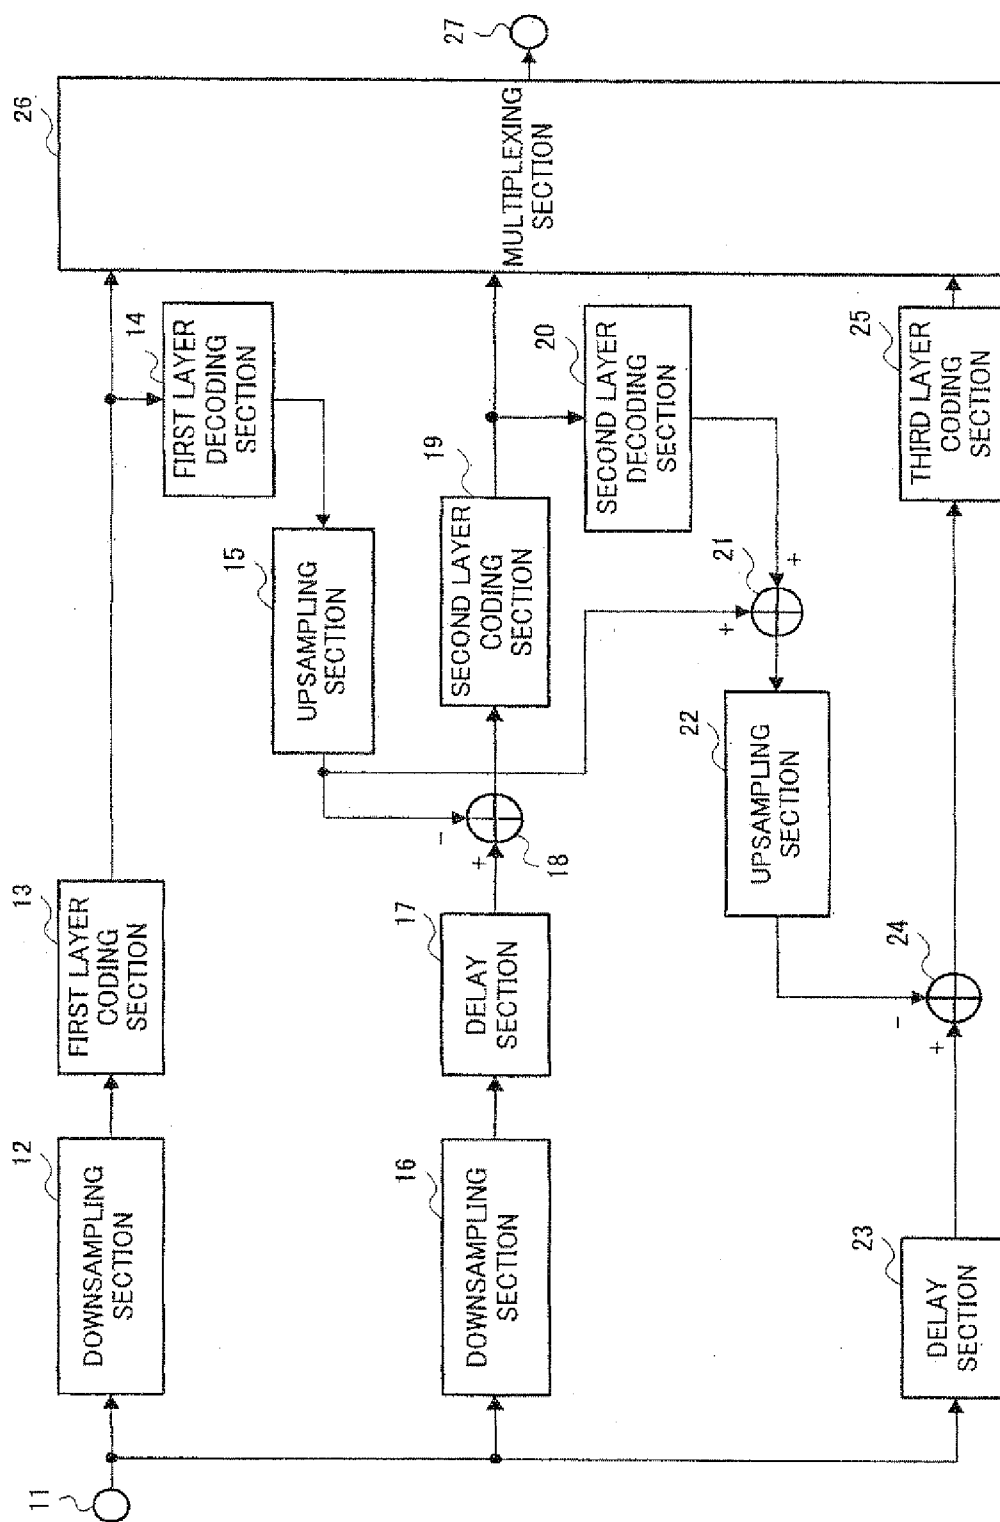 11
12
DOWNSAMPLING
SECTION
13
FIRST LAYER
CODING
SECTION
14
FIRST LAYER
DECODING
SECTION
15
UPSAMPLING
SECTION
16
DOWNSAMPLING
SECTION
17
DELAY
SECTION
-
+
18
19
SECOND LAYER
CODING
SECTION
20
SECOND LAYER
DECODING
SECTION
21
+
+
22
UPSAMPLING
SECTION
23
DELAY
SECTION
24
-
+
25
THIRD LAYER
CODING
SECTION
26
MULTIPLEXING
SECTION
27